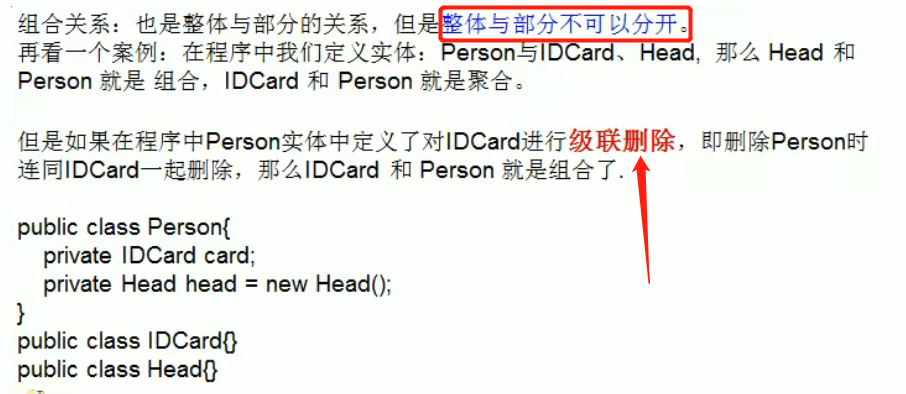 组合关系：也是整体与部分的关系，但是整体与部分不可以分开。
再看一个案例：在程序中我们定义实体：Person与IDCard、Head, 那么 Head 和
Person 就是 组合，IDCard 和 Person 就是聚合。
但是如果在程序中Person实体中定义了对IDCard进行级联删除，即删除Person时
连同IDCard一起删除，那么IDCard 和 Person 就是组合了.
public class Person{
private IDCard card;
private Head head = new Head();
}
public class IDCard{}
public class Head{}